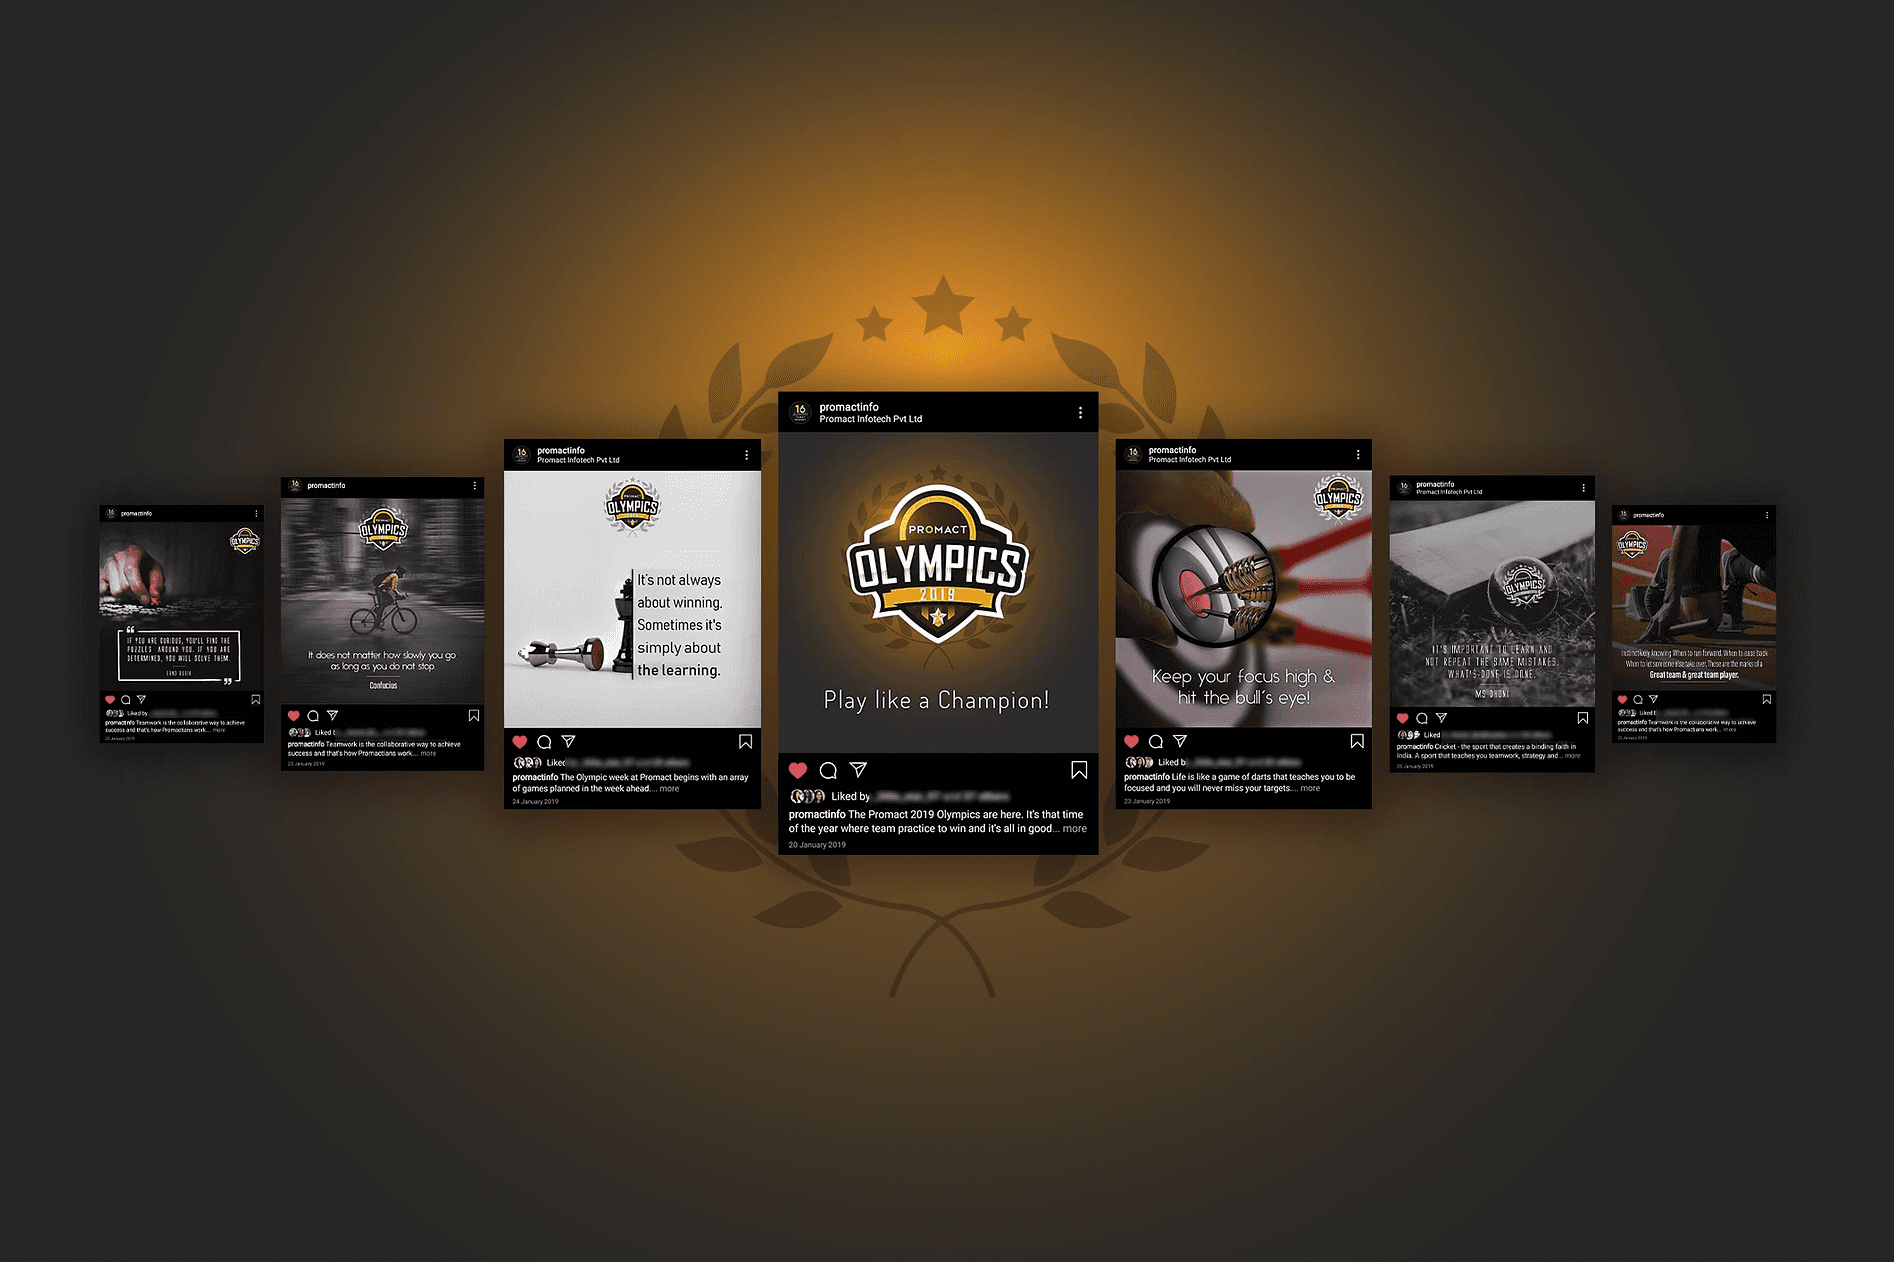 promactinfo
OLYMPICS
IF YOU ARE CURIOUS, YOU'LL FIND THE
PUZZLES AROUND YOU. IF YOU ARE
DETERMINED, YOU WILL SOLVE THEM.
ERNO RUBIK
Liked by
promactinfo Teamwork is the collaborative way to achieve
success and that's how Promactians work.... more
25 January 2019
16
promactinfo
OLYMPICS
It does not matter how slowly you go
as long as you do not stop.
Confucius
Liked
promactinfo Teamwork is the collaborative way to achieve
success and that's how Promactians work.... more
25 January 2019
16
promactinfo
Promact Infotech Pvt Ltd
PROMACT
OLYMPICS
It's not always
about winning.
Sometimes it's
simply about
the learning.
Liked
promactinfo The Olympic week at Promact begins with an array
of games planned in the week ahead.... more
24 January 2019
16
promactinfo
Promact Infotech Pvt Ltd
PROMACT
OLYMPICS
2019
Play like a Champion!
Liked by
promactinfo The Promact 2019 Olympics are here. It's that time
of the year where team practice to win and it's all in good... more
20 January 2019
16
promactinfo
Promact Infotech Pvt Ltd
PROMACT
OLYMPICS
Keep your focus high &
hit the bull's eye!
Liked b
promactinfo Life is like a game of darts that teaches you to be
focused and you will never miss your targets.... more
23 January 2019
16
promactinfo
Promact Infotech Pvt Ltd
OLYMPICS
IT'S IMPORTANT TO LEARN AND
NOT REPEAT THE SAME MISTAKES.
WHAT'S DONE IS DONE.
MS DHONI
Liked
promactinfo Cricket - the sport that creates a binding faith in
India. A sport that teaches you teamwork, strategy and... more
promactinfo
OLYMPICS
Instinctively knowing When to run forward. When to ease back
When to let someone else take over. These are the marks of a
Great team & great team player.
Liked
promactinfo Teamwork is the collaborative way to achieve
success and that's how Promactians work.... more